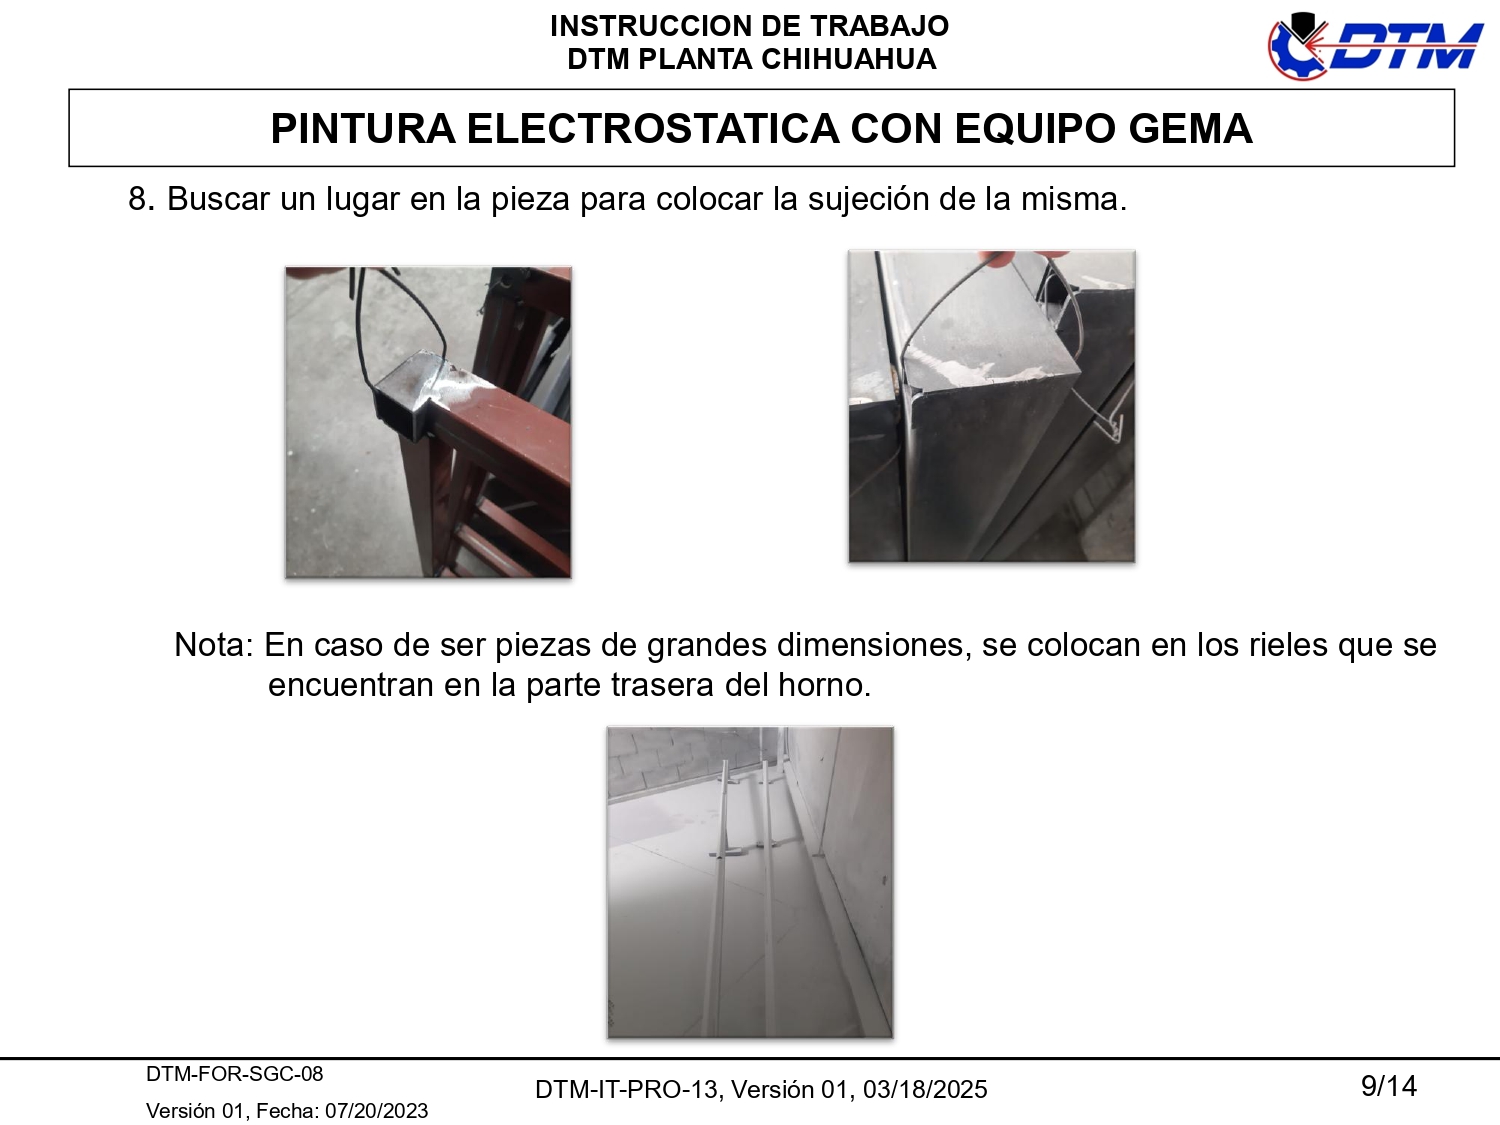 INSTRUCCION DE TRABAJO
DTM PLANTA CHIHUAHUA
DTM
PINTURA ELECTROSTATICA CON EQUIPO GEMA
8. Buscar un lugar en la pieza para colocar la sujeción de la misma.
Nota: En caso de ser piezas de grandes dimensiones, se colocan en los rieles que se
encuentran en la parte trasera del horno.
DTM-FOR-SGC-08
Versión 01, Fecha: 07/20/2023
DTM-IT-PRO-13, Versión 01, 03/18/2025
9/14